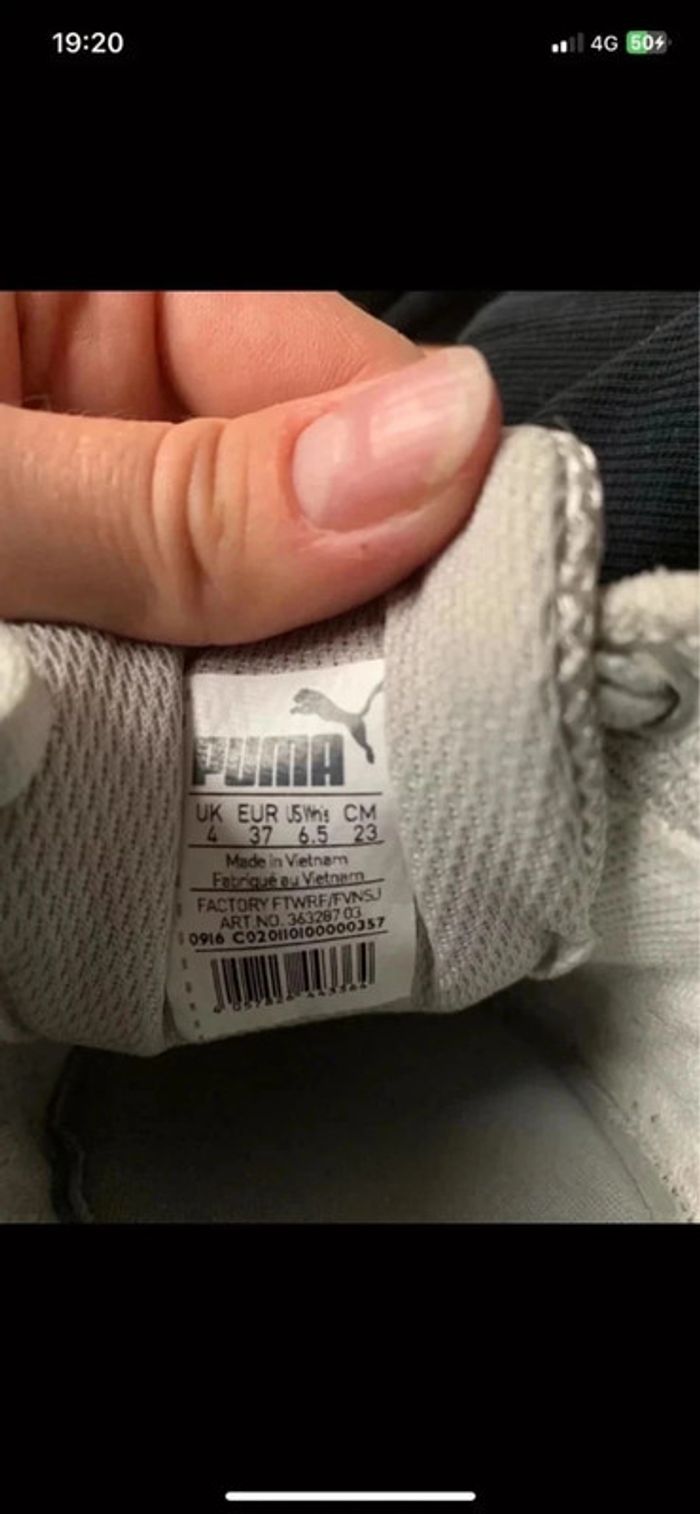 19:20
4G 50
PUMA
UK EUR US Wn's CM
4 37 6.5 23
Made in Vietnam
Fabriqué au Vietnam
FACTORY FTWRF/FVNSJ
ART.NO. 363287 03
0916 C020110100000357